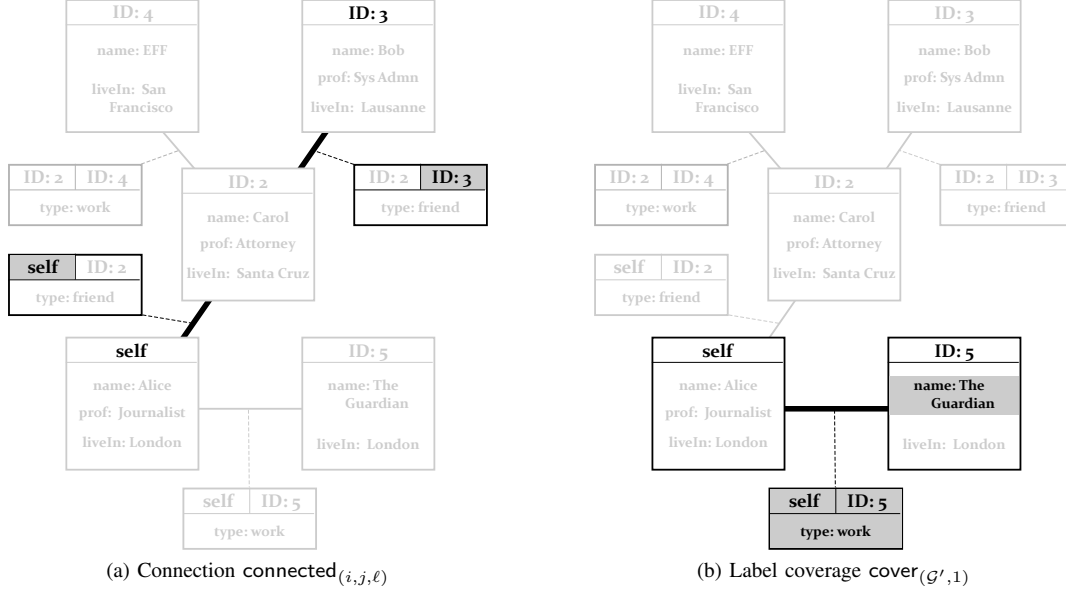 ID: 4
name: EFF
liveIn: San
Francisco
ID: 3
name: Bob
prof: Sys Admn
liveIn: Lausanne
ID: 2 ID: 4
type: work
ID: 2
name: Carol
prof: Attorney
liveIn: Santa Cruz
ID: 2 ID: 3
type: friend
self ID: 2
type: friend
self
name: Alice
prof: Journalist
liveIn: London
ID: 5
name: The
Guardian
liveIn: London
self ID: 5
type: work
(a) Connection connected(i,j,ℓ)
ID: 4
name: EFF
liveIn: San
Francisco
ID: 3
name: Bob
prof: Sys Admn
liveIn: Lausanne
ID: 2 ID: 4
type: work
ID: 2
name: Carol
prof: Attorney
liveIn: Santa Cruz
ID: 2 ID: 3
type: friend
self ID: 2
type: friend
self
name: Alice
prof: Journalist
liveIn: London
ID: 5
name: The
Guardian
liveIn: London
self ID: 5
type: work
(b) Label coverage cover(𝒢′,1)